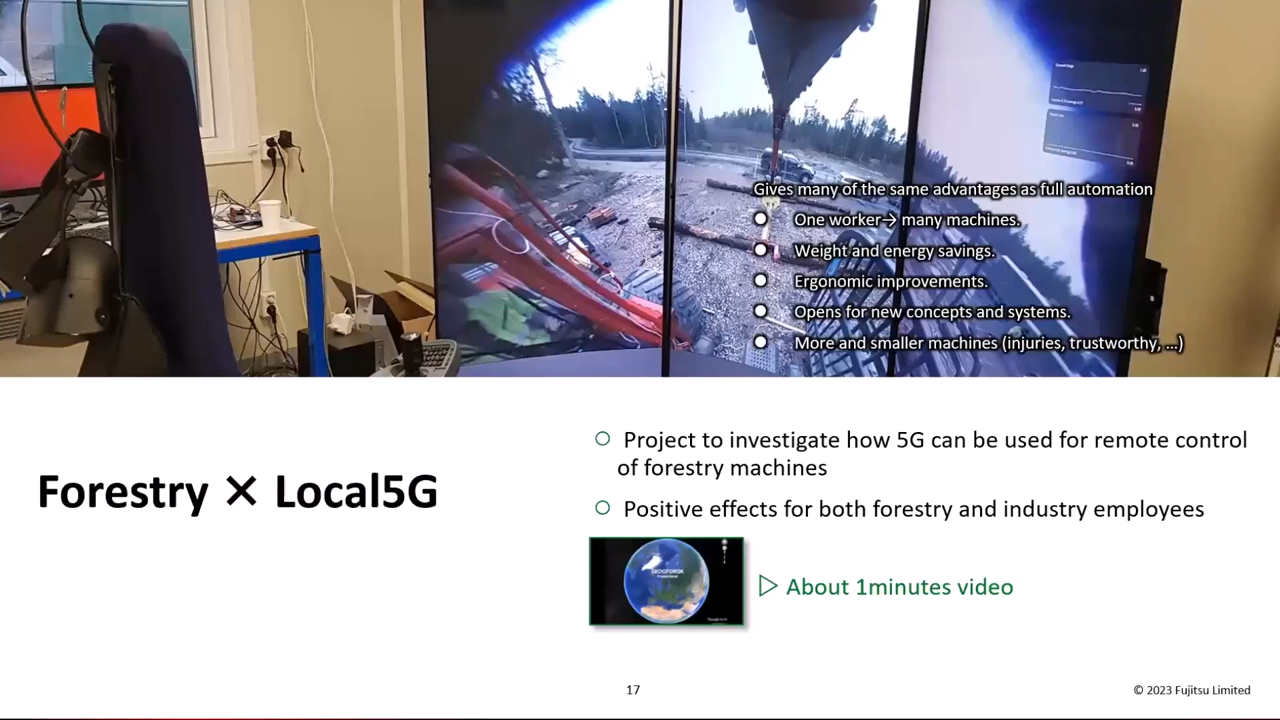 Gives many of the same advantages as full automation
One worker→ many machines.
Weight and energy savings.
Ergonomic improvements.
Opens for new concepts and systems.
More and smaller machines (injuries, trustworthy, ...)
Forestry ✕ Local5G
Project to investigate how 5G can be used for remote control
of forestry machines
Positive effects for both forestry and industry employees
SKOGFORSK
▷ About 1minutes video
17
© 2023 Fujitsu Limited